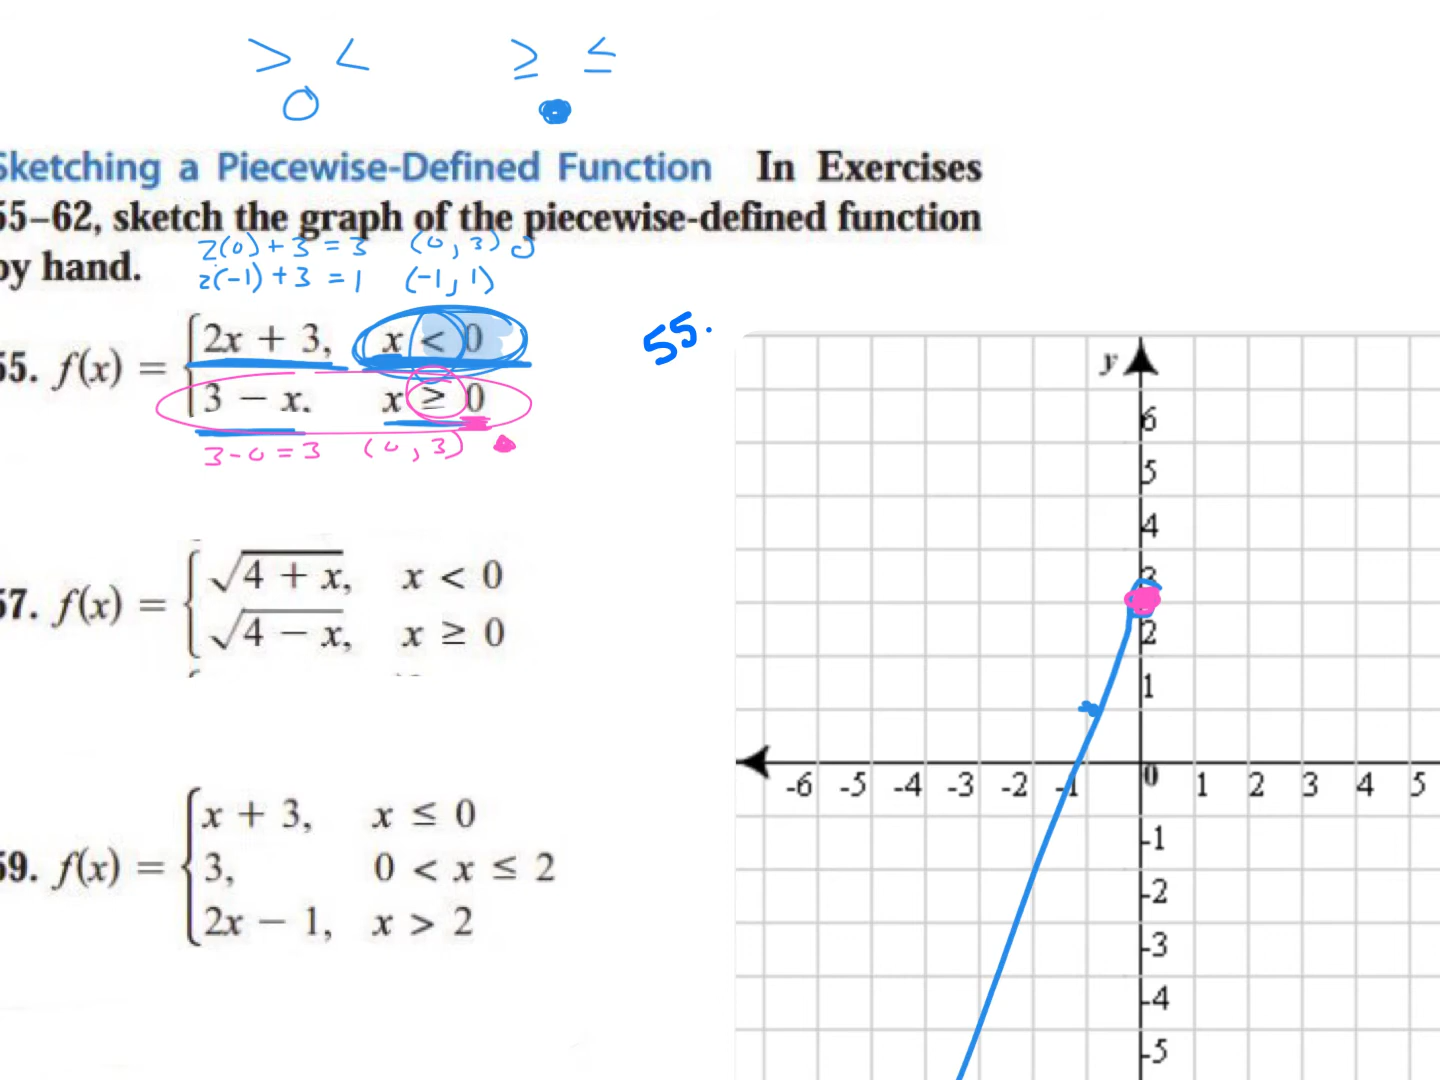 > < ≥ ≤
Sketching a Piecewise-Defined Function In Exercises
55–62, sketch the graph of the piecewise-defined function
by hand.
2(0)+3=3 (0,3)
2(-1)+3=1 (-1,1)
55. f(x) = { 2x + 3, x < 0
3 − x. x ≥ 0
3-0=3 (0,3)
57. f(x) = { √4 + x, x < 0
√4 − x, x ≥ 0
59. f(x) = { x + 3, x ≤ 0
3, 0 < x ≤ 2
2x − 1, x > 2
55.
y
6
5
4
3
2
1
-6 -5 -4 -3 -2 -1 0 1 2 3 4 5
-1
-2
-3
-4
-5